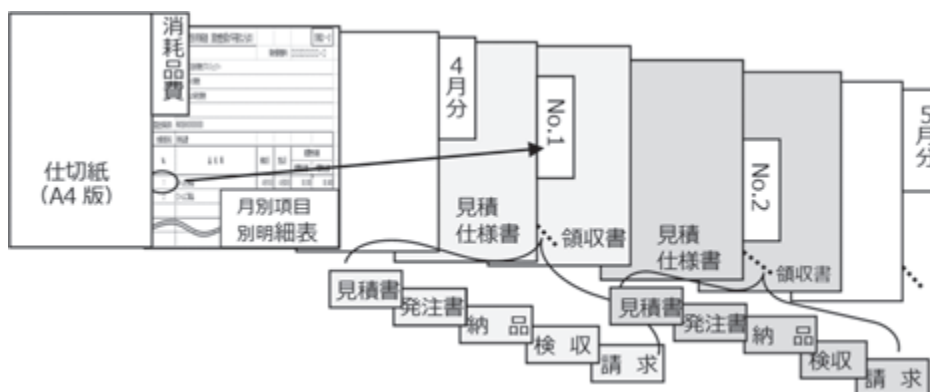 仕切紙
(A4 版)
消耗品費
月別項目
別明細表
4月分
見積
仕様書
No.1
領収書
見積
仕様書
No.2
領収書
5月分
見積書
発注書
納 品
検 収
請 求
見積書
発注書
納 品
検収
請 求